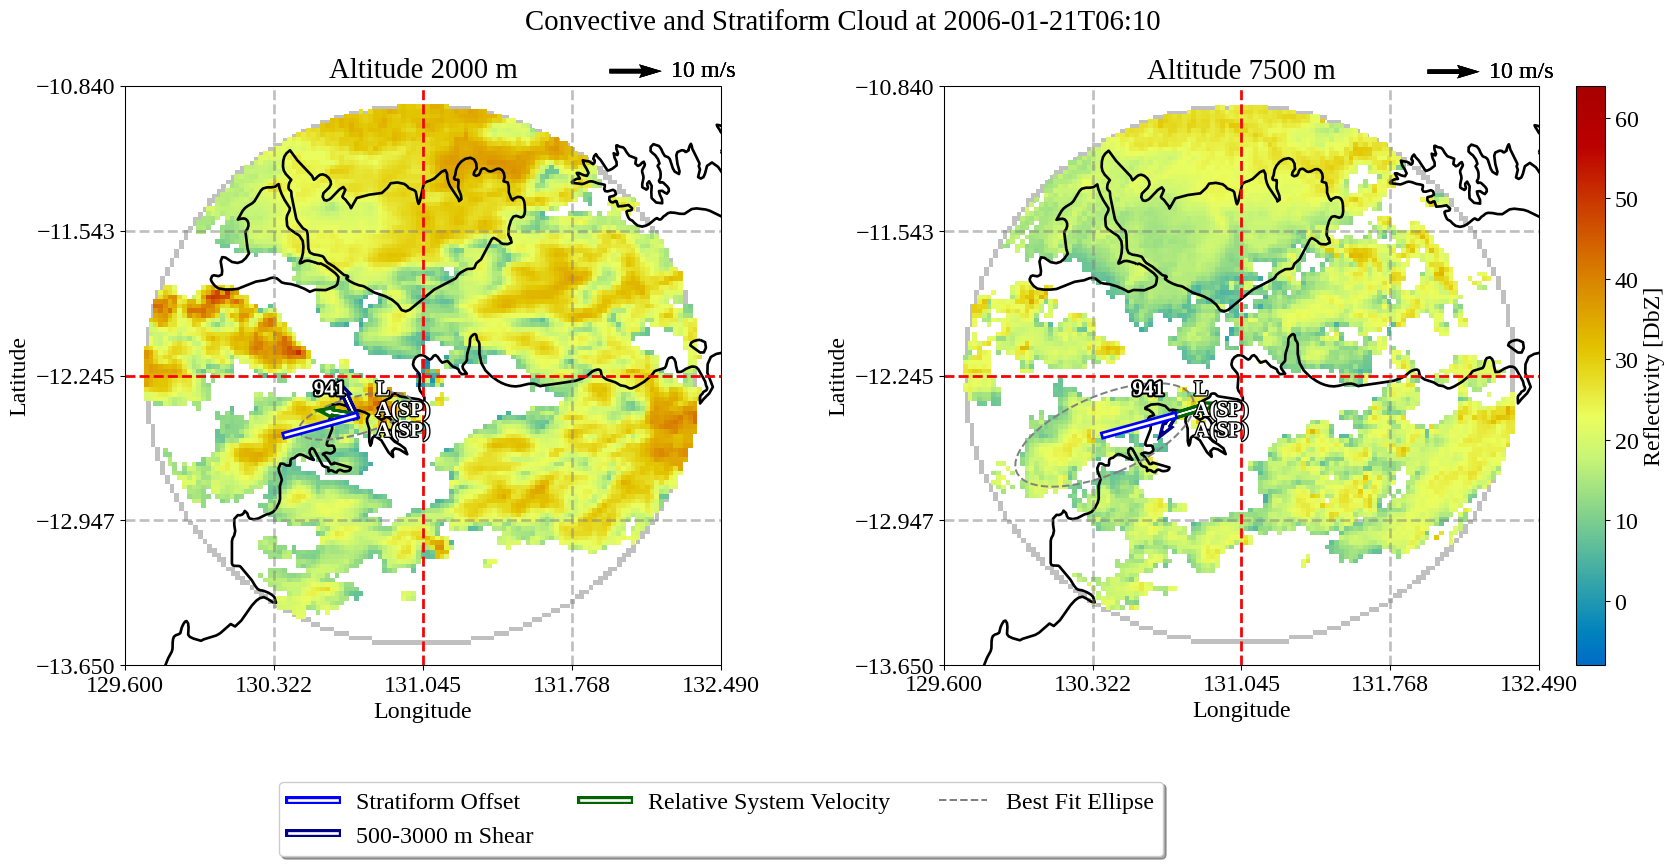 Convective and Stratiform Cloud at 2006-01-21T06:10
Altitude 2000 m
10 m/s
Altitude 7500 m
10 m/s
−10.840
−11.543
−12.245
−12.947
−13.650
129.600
130.322
131.045
131.768
132.490
Longitude
Latitude
941
L
A(SP)
A(SP)
−10.840
−11.543
−12.245
−12.947
−13.650
129.600
130.322
131.045
131.768
132.490
Longitude
Latitude
941
L
A(SP)
A(SP)
60
50
40
30
20
10
0
Reflectivity [DbZ]
Stratiform Offset
Relative System Velocity
Best Fit Ellipse
500-3000 m Shear